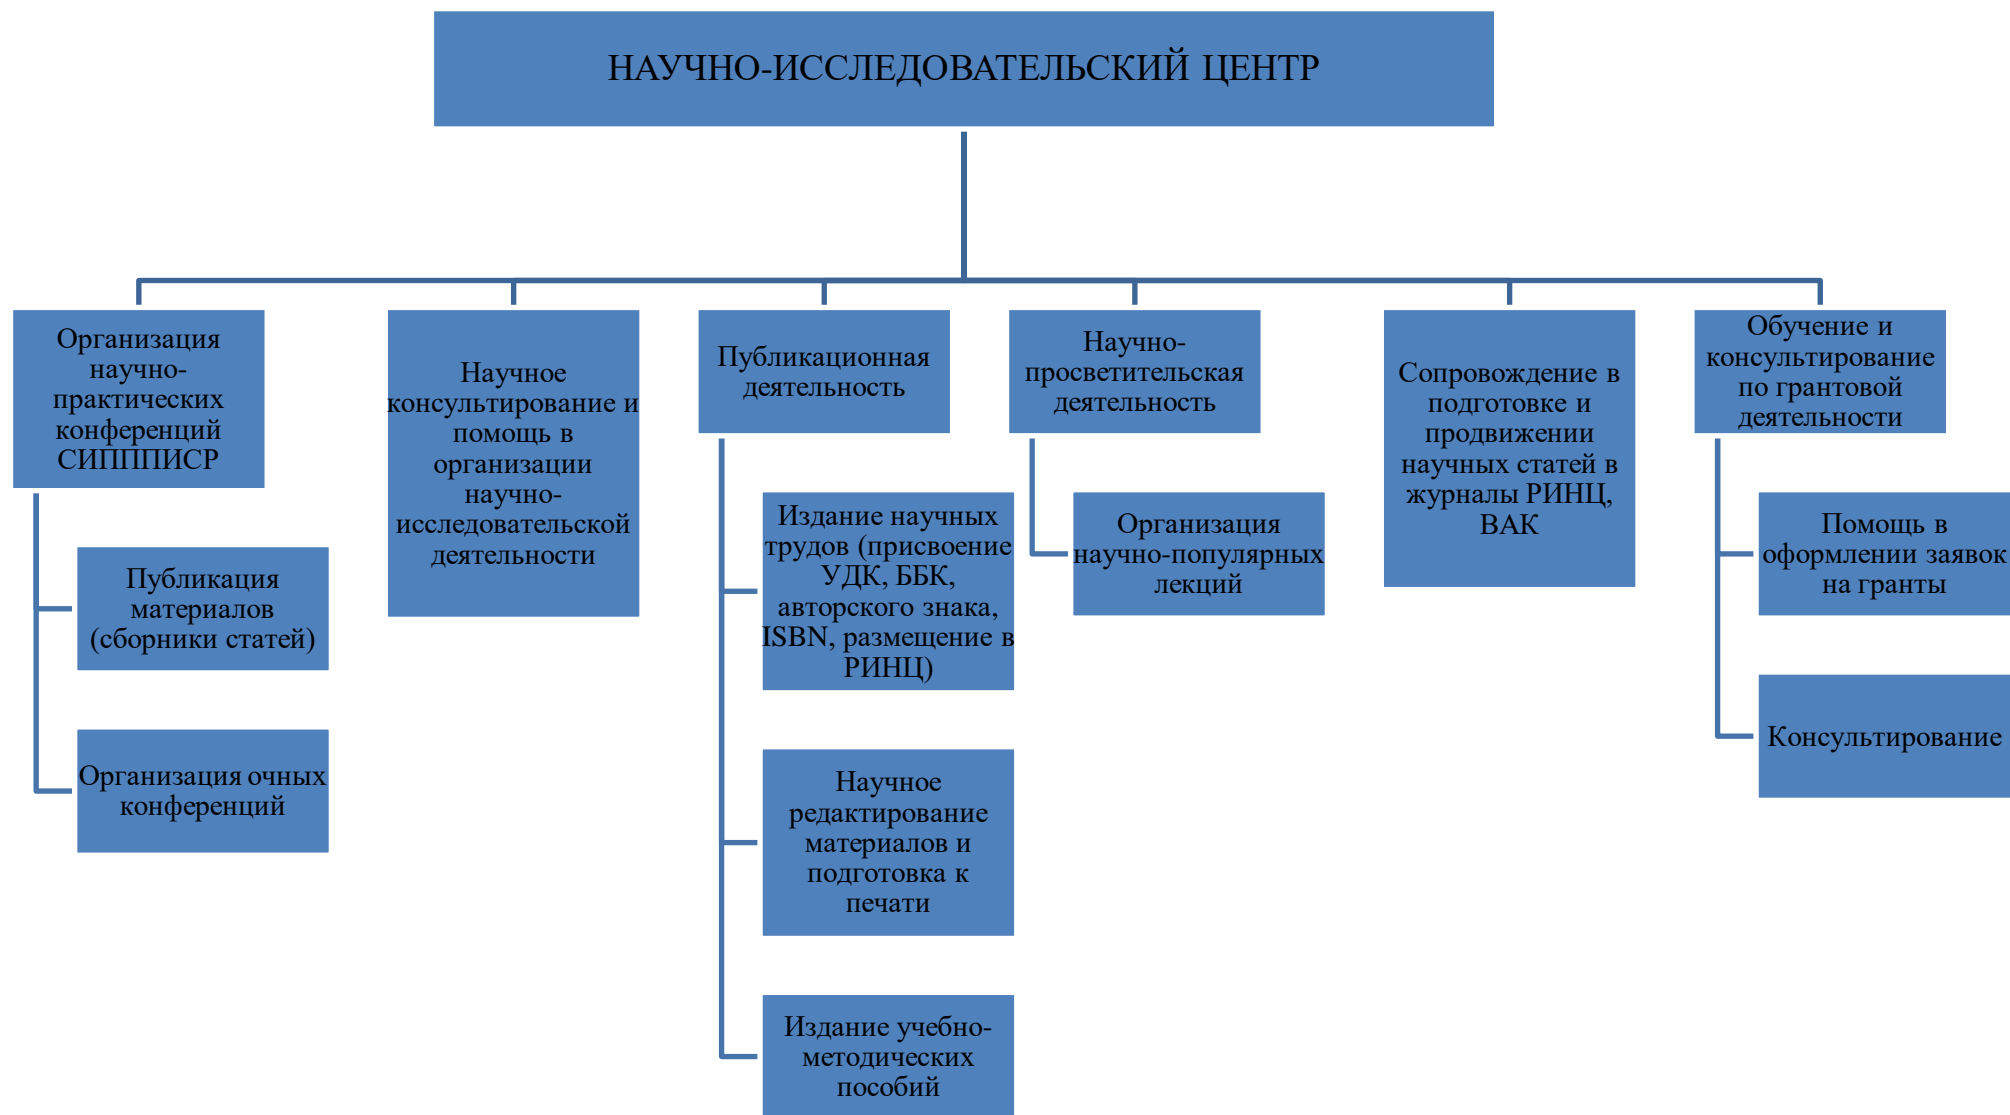 НАУЧНО-ИССЛЕДОВАТЕЛЬСКИЙ ЦЕНТР
Организация
научно-
практических
конференций
СИПППИСР
Публикация
материалов
(сборники статей)
Организация очных
конференций
Научное
консультирование и
помощь в
организации
научно-
исследовательской
деятельности
Публикационная
деятельность
Издание научных
трудов (присвоение
УДК, ББК,
авторского знака,
ISBN, размещение в
РИНЦ)
Научное
редактирование
материалов и
подготовка к
печати
Издание учебно-
методических
пособий
Научно-
просветительская
деятельность
Организация
научно-популярных
лекций
Сопровождение в
подготовке и
продвижении
научных статей в
журналы РИНЦ,
ВАК
Обучение и
консультирование
по грантовой
деятельности
Помощь в
оформлении заявок
на гранты
Консультирование